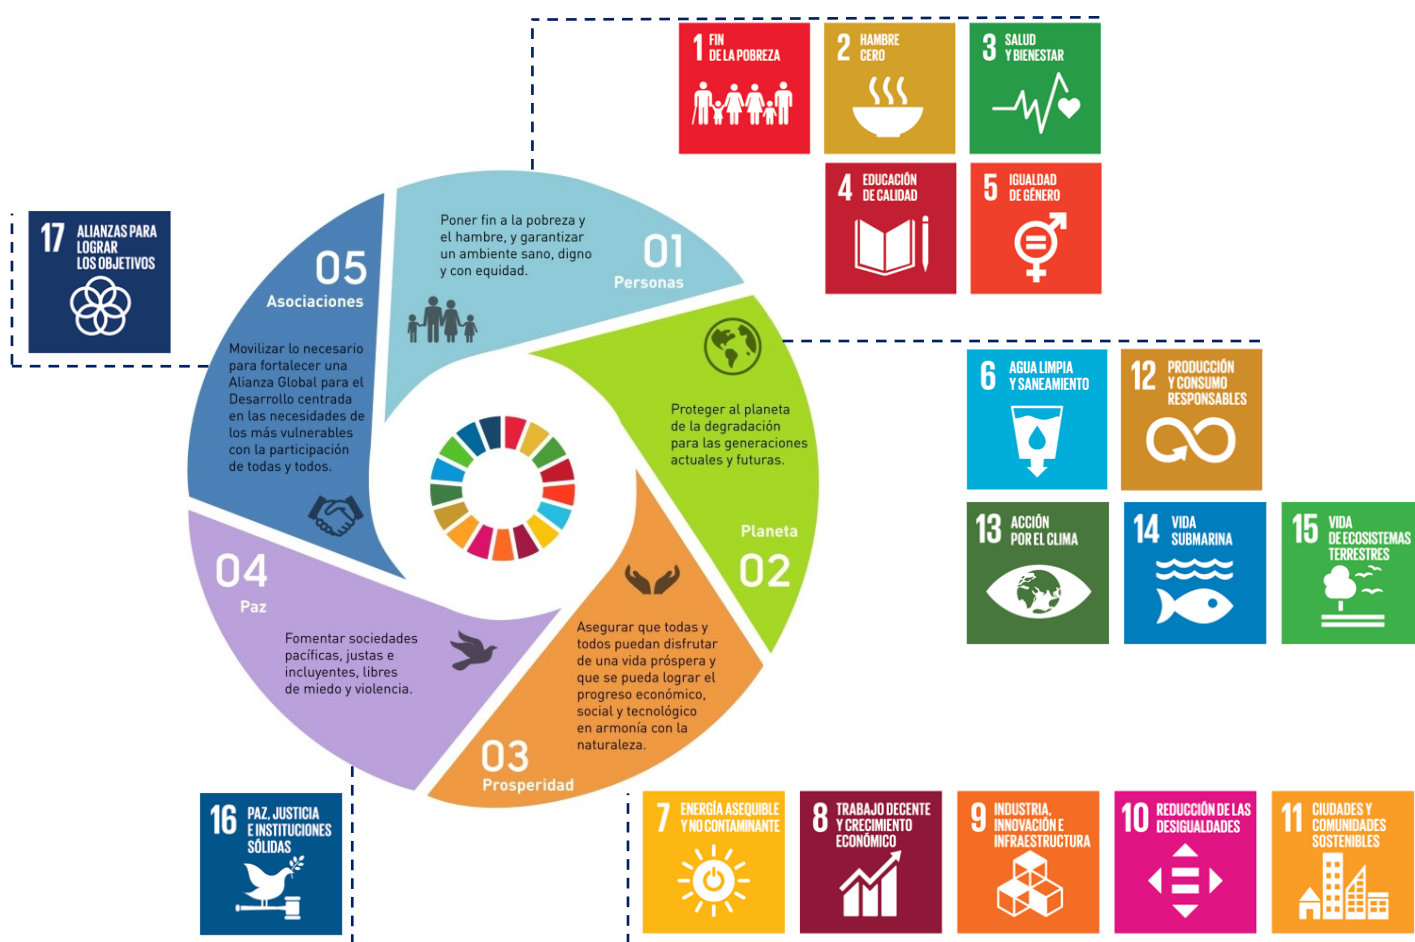 1 FIN
DE LA POBREZA
2 HAMBRE
CERO
3 SALUD
Y BIENESTAR
4 EDUCACIÓN
DE CALIDAD
5 IGUALDAD
DE GÉNERO
17 ALIANZAS PARA
LOGRAR
LOS OBJETIVOS
Poner fin a la pobreza y
el hambre, y garantizar
un ambiente sano, digno
y con equidad.
01
Personas
05
Asociaciones
Movilizar lo necesario
para fortalecer una
Alianza Global para el
Desarrollo centrada
en las necesidades de
los más vulnerables
con la participación
de todas y todos.
Proteger al planeta
de la degradación
para las generaciones
actuales y futuras.
Planeta
02
6 AGUA LIMPIA
Y SANEAMIENTO
12 PRODUCCIÓN
Y CONSUMO
RESPONSABLES
13 ACCIÓN
POR EL CLIMA
14 VIDA
SUBMARINA
15 VIDA
DE ECOSISTEMAS
TERRESTRES
04
Paz
Fomentar sociedades
pacíficas, justas e
incluyentes, libres
de miedo y violencia.
Asegurar que todas y
todos puedan disfrutar
de una vida próspera y
que se pueda lograr el
progreso económico,
social y tecnológico
en armonía con la
naturaleza.
03
Prosperidad
16 PAZ, JUSTICIA
E INSTITUCIONES
SÓLIDAS
7 ENERGÍA ASEQUIBLE
Y NO CONTAMINANTE
8 TRABAJO DECENTE
Y CRECIMIENTO
ECONÓMICO
9 INDUSTRIA,
INNOVACIÓN E
INFRAESTRUCTURA
10 REDUCCIÓN DE LAS
DESIGUALDADES
11 CIUDADES Y
COMUNIDADES
SOSTENIBLES